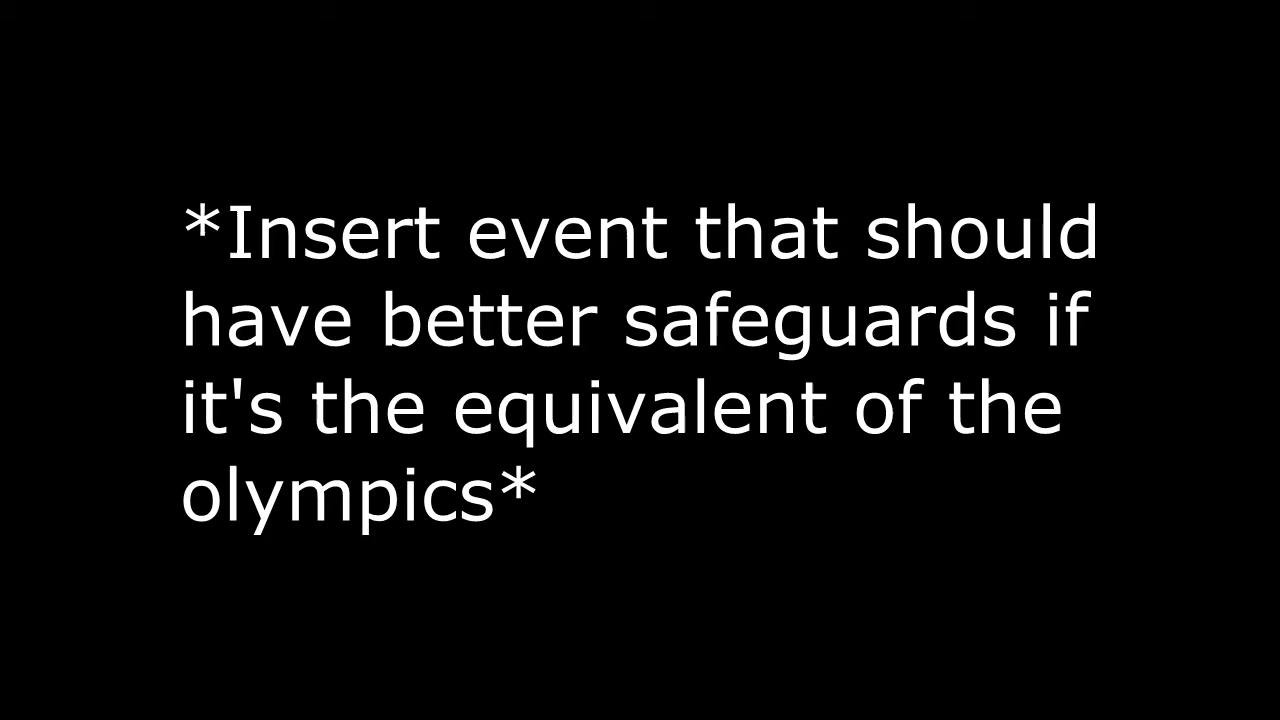 *Insert event that should
have better safeguards if
it's the equivalent of the
olympics*